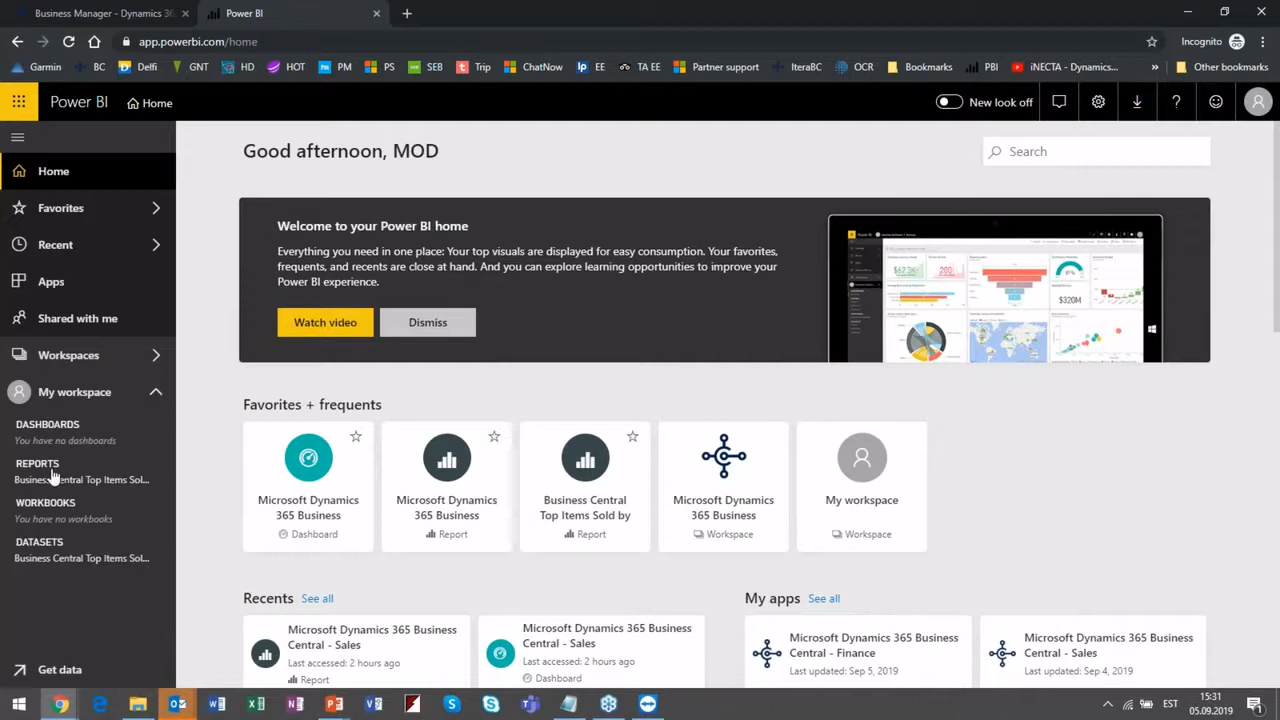 Business Manager - Dynamics 36
Power BI
app.powerbi.com/home
Incognito
Garmin
BC
Delfi
GNT
HD
HOT
PM
PS
SEB
Trip
ChatNow
EE
TA EE
Partner support
IteraBC
OCR
Bookmarks
PBI
iNECTA - Dynamics...
Other bookmarks
Power BI
Home
New look off
Home
Favorites
Recent
Apps
Shared with me
Workspaces
My workspace
DASHBOARDS
You have no dashboards
REPORTS
Business Central Top Items Sol...
WORKBOOKS
You have no workbooks
DATASETS
Business Central Top Items Sol...
Get data
Good afternoon, MOD
Search
Welcome to your Power BI home
Everything you need in one place! Your top visuals are displayed for easy consumption. Your favorites,
frequents, and recents are close at hand. And you can explore learning opportunities to improve your
Power BI experience.
Watch video
Dismiss
$320M
Favorites + frequents
Microsoft Dynamics
365 Business
Dashboard
Microsoft Dynamics
365 Business
Report
Business Central
Top Items Sold by
Report
Microsoft Dynamics
365 Business
Workspace
My workspace
Workspace
Recents
See all
Microsoft Dynamics 365 Business
Central - Sales
Last accessed: 2 hours ago
Report
Microsoft Dynamics 365 Business
Central - Sales
Last accessed: 2 hours ago
Dashboard
My apps
See all
Microsoft Dynamics 365 Business
Central - Finance
Last updated: Sep 5, 2019
Microsoft Dynamics 365 Business
Central - Sales
Last updated: Sep 4, 2019
EST
15:31
05.09.2019